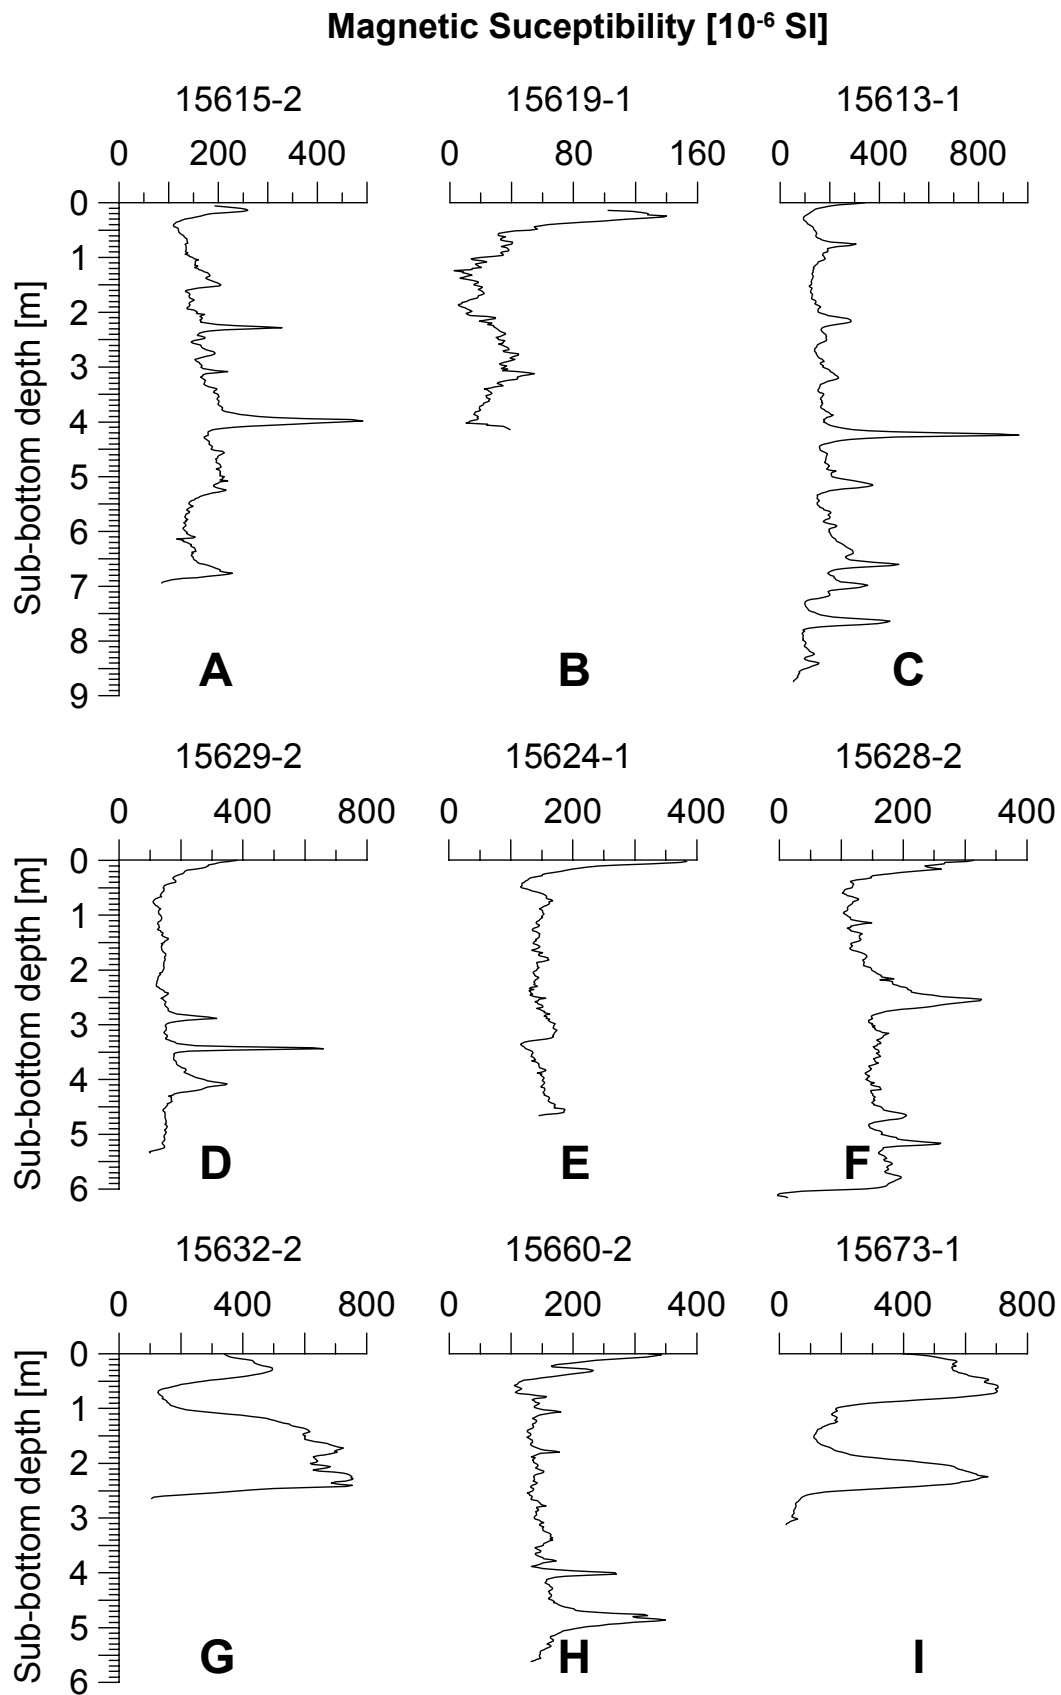 Magnetic Suceptibility [10-6 SI]
15615-2 15619-1 15613-1
0 200 400 0 80 160 0 400 800
Sub-bottom depth [m]
0
1
2
3
4
5
6
7
8
9
A B C
15629-2 15624-1 15628-2
0 400 800 0 200 400 0 200 400
Sub-bottom depth [m]
0
1
2
3
4
5
6
D E F
15632-2 15660-2 15673-1
0 400 800 0 200 400 0 400 800
Sub-bottom depth [m]
0
1
2
3
4
5
6
G H I